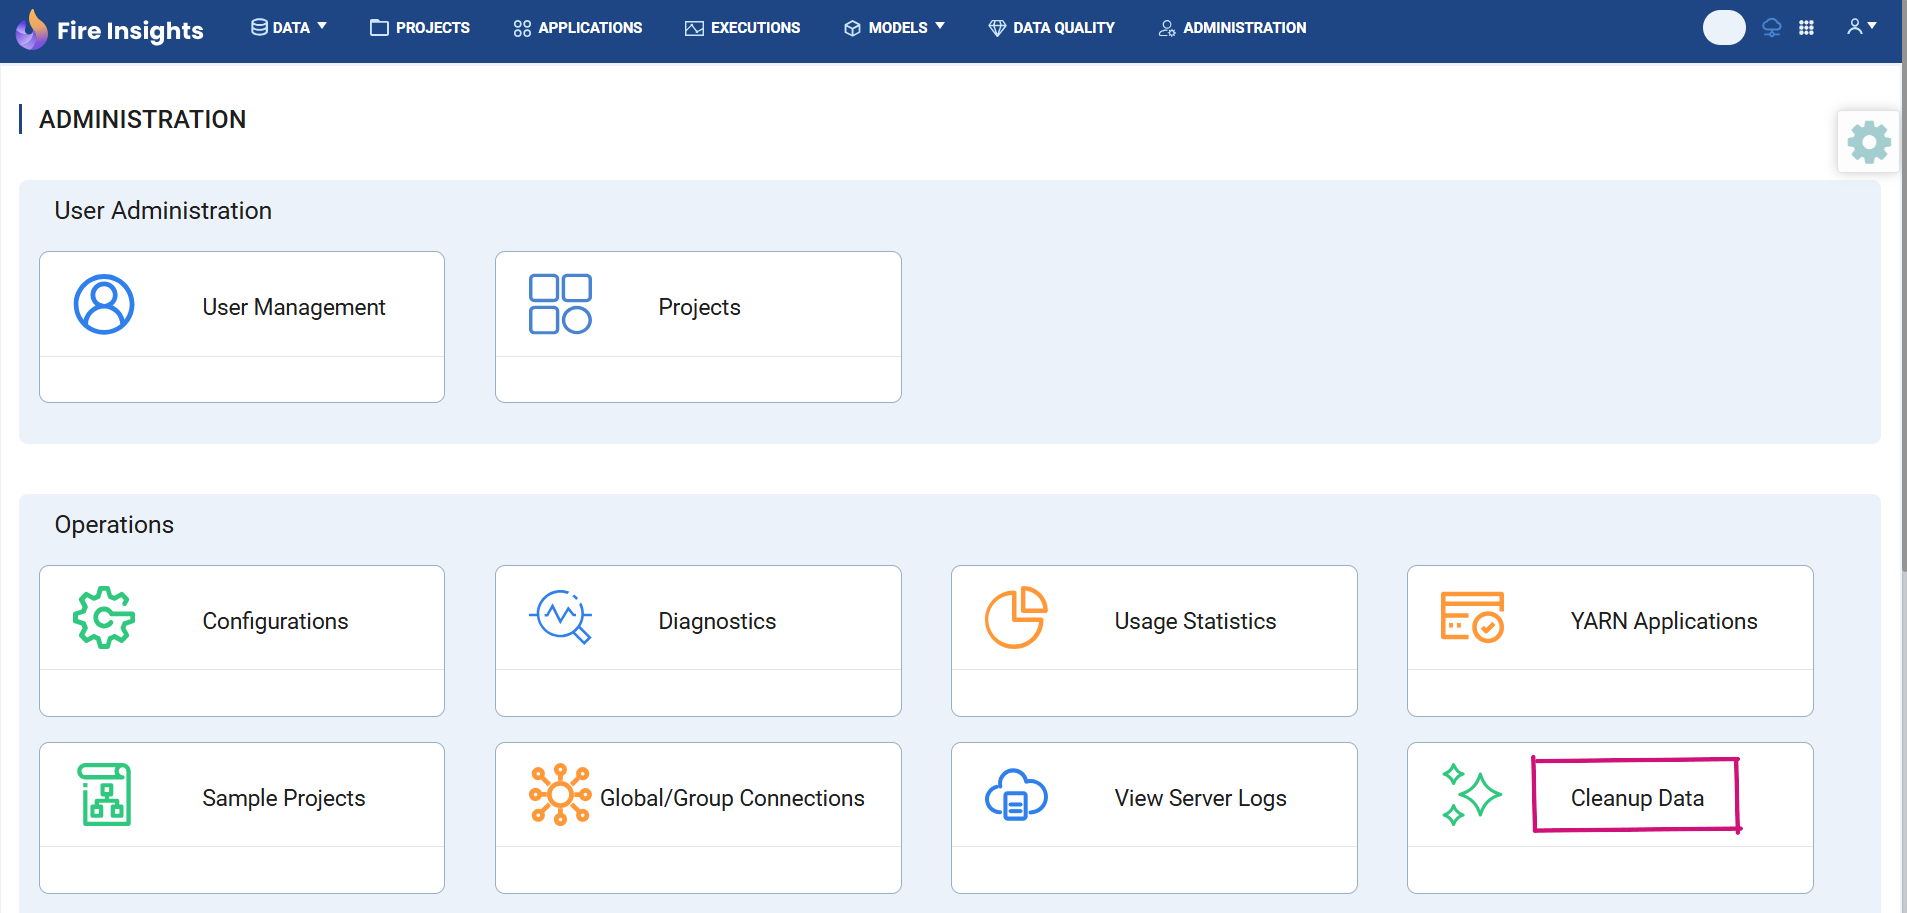 Fire Insights DATA PROJECTS APPLICATIONS EXECUTIONS MODELS DATA QUALITY ADMINISTRATION
ADMINISTRATION
User Administration
User Management Projects
Operations
Configurations Diagnostics Usage Statistics YARN Applications
Sample Projects Global/Group Connections View Server Logs Cleanup Data